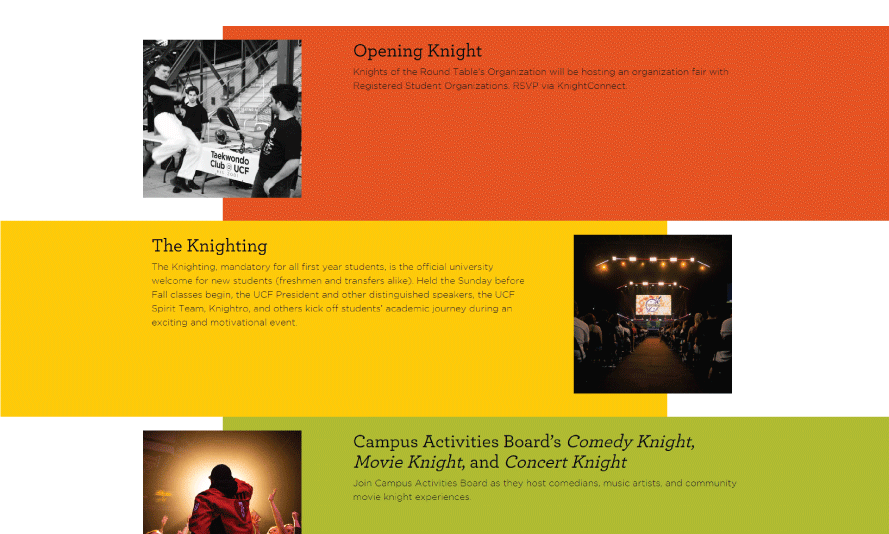 Opening Knight
Knights of the Round Table's Organization will be hosting an organization fair with
Registered Student Organizations. RSVP via KnightConnect.
Taekwondo
Club @ UCF
The Knighting
The Knighting, mandatory for all first year students, is the official university
welcome for new students (freshmen and transfers alike). Held the Sunday before
Fall classes begin, the UCF President and other distinguished speakers, the UCF
Spirit Team, Knightro, and others kick off students' academic journey during an
exciting and motivational event.
Campus Activities Board's Comedy Knight,
Movie Knight, and Concert Knight
Join Campus Activities Board as they host comedians, music artists, and community
movie knight experiences.